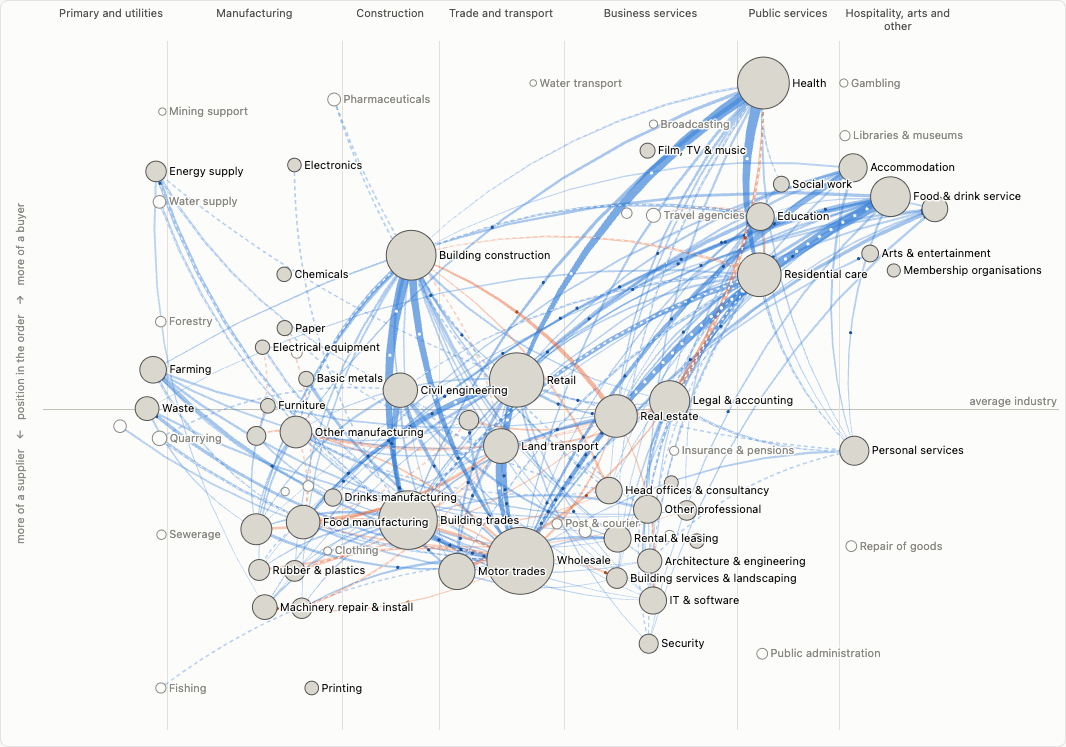 Primary and utilities
Manufacturing
Construction
Trade and transport
Business services
Public services
Hospitality, arts and
other
more of a supplier ← position in the order → more of a buyer
Water transport
Health
Gambling
Pharmaceuticals
Mining support
Broadcasting
Libraries & museums
Film, TV & music
Electronics
Accommodation
Energy supply
Social work
Food & drink service
Water supply
Travel agencies
Education
Building construction
Arts & entertainment
Membership organisations
Chemicals
Residential care
Forestry
Paper
Electrical equipment
Farming
Basic metals
Retail
Civil engineering
Legal & accounting
average industry
Waste
Furniture
Real estate
Other manufacturing
Quarrying
Land transport
Insurance & pensions
Personal services
Head offices & consultancy
Drinks manufacturing
Other professional
Food manufacturing
Building trades
Post & courier
Sewerage
Rental & leasing
Repair of goods
Clothing
Wholesale
Architecture & engineering
Rubber & plastics
Motor trades
Building services & landscaping
IT & software
Machinery repair & install
Security
Public administration
Fishing
Printing